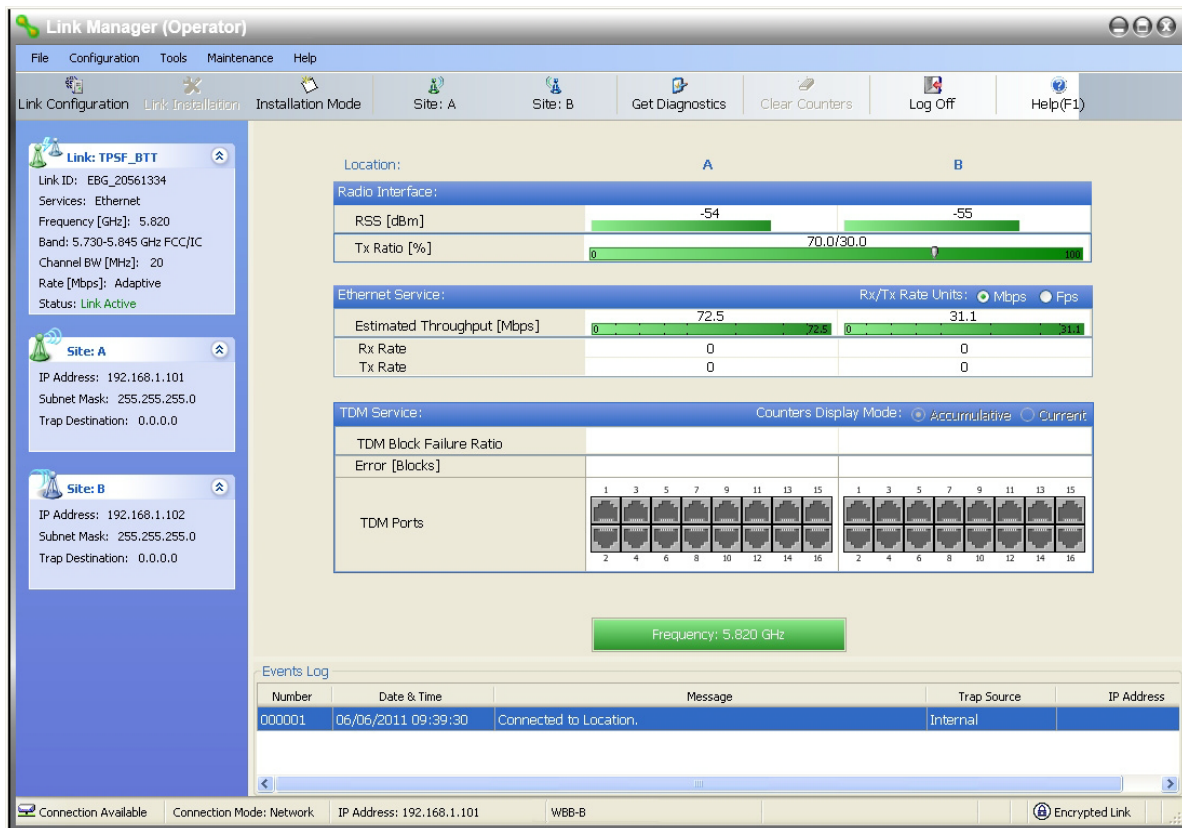 Link Manager (Operator)
File Configuration Tools Maintenance Help
Link Configuration Link Installation Installation Mode Site: A Site: B Get Diagnostics Clear Counters Log Off Help(F1)
Link: TPSF_BTT
Link ID: EBG_20561334
Services: Ethernet
Frequency [GHz]: 5.820
Band: 5.730-5.845 GHz FCC/IC
Channel BW [MHz]: 20
Rate [Mbps]: Adaptive
Status: Link Active
Site: A
IP Address: 192.168.1.101
Subnet Mask: 255.255.255.0
Trap Destination: 0.0.0.0
Site: B
IP Address: 192.168.1.102
Subnet Mask: 255.255.255.0
Trap Destination: 0.0.0.0
Location: A B
Radio Interface:
RSS [dBm] -54 -55
Tx Ratio [%] 70.0/30.0
0 100
Ethernet Service: Rx/Tx Rate Units: Mbps Fps
Estimated Throughput [Mbps] 72.5 31.1
0 72.5 0 31.1
Rx Rate 0 0
Tx Rate 0 0
TDM Service: Counters Display Mode: Accumulative Current
TDM Block Failure Ratio
Error [Blocks]
1 3 5 7 9 11 13 15 1 3 5 7 9 11 13 15
TDM Ports
2 4 6 8 10 12 14 16 2 4 6 8 10 12 14 16
Frequency: 5.820 GHz
Events Log
Number Date & Time Message Trap Source IP Address
000001 06/06/2011 09:39:30 Connected to Location. Internal
Connection Available Connection Mode: Network IP Address: 192.168.1.101 WBB-B Encrypted Link